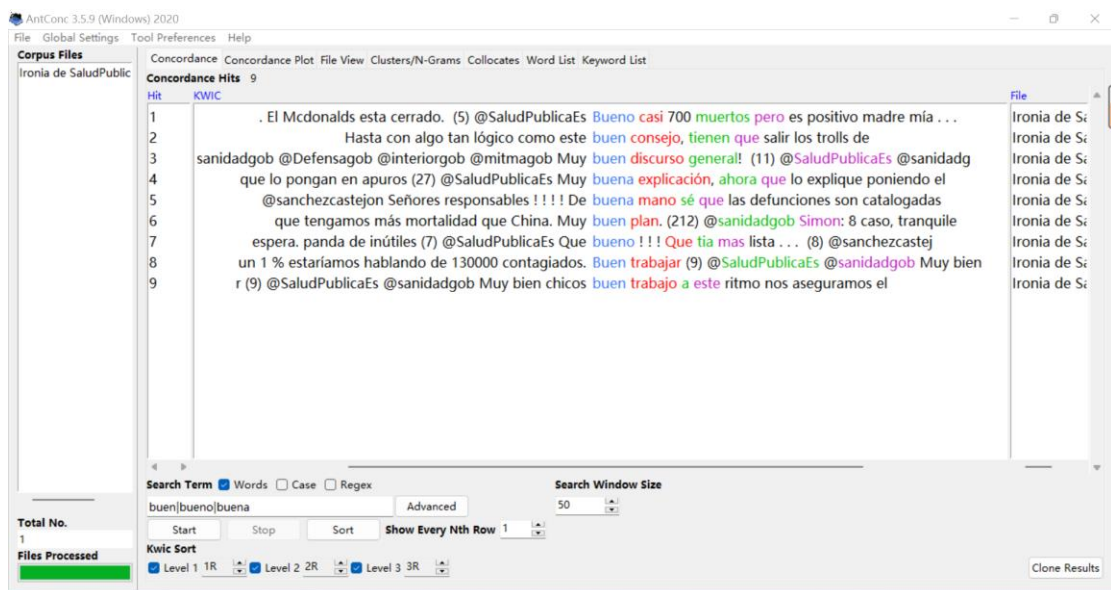 AntConc 3.5.9 (Windows) 2020
File Global Settings Tool Preferences Help
Corpus Files
Ironia de SaludPublic
Concordance Concordance Plot File View Clusters/N-Grams Collocates Word List Keyword List
Concordance Hits 9
Hit KWIC File
1 . El Mcdonalds esta cerrado. (5) @SaludPublicaEs Bueno casi 700 muertos pero es positivo madre mía . . . Ironia de Sa
2 Hasta con algo tan lógico como este buen consejo, tienen que salir los trolls de Ironia de Sa
3 sanidadgob @Defensagob @interiorgob @mitmagob Muy buen discurso general! (11) @SaludPublicaEs @sanidadg Ironia de Sa
4 que lo pongan en apuros (27) @SaludPublicaEs Muy buena explicación, ahora que lo explique poniendo el Ironia de Sa
5 @sanchezcastejon Señores responsables ! ! ! ! De buena mano sé que las defunciones son catalogadas Ironia de Sa
6 que tengamos más mortalidad que China. Muy buen plan. (212) @sanidadgob Simon: 8 caso, tranquile Ironia de Sa
7 espera. panda de inútiles (7) @SaludPublicaEs Que bueno ! ! ! Que tia mas lista . . . (8) @sanchezcastej Ironia de Sa
8 un 1 % estaríamos hablando de 130000 contagiados. Buen trabajar (9) @SaludPublicaEs @sanidadgob Muy bien Ironia de Sa
9 r (9) @SaludPublicaEs @sanidadgob Muy bien chicos buen trabajo a este ritmo nos aseguramos el Ironia de Sa
Search Term Words Case Regex Search Window Size
buen|bueno|buena Advanced 50
Total No.
1
Start Stop Sort Show Every Nth Row 1
Files Processed
Kwic Sort
Level 1 1R Level 2 2R Level 3 3R Clone Results